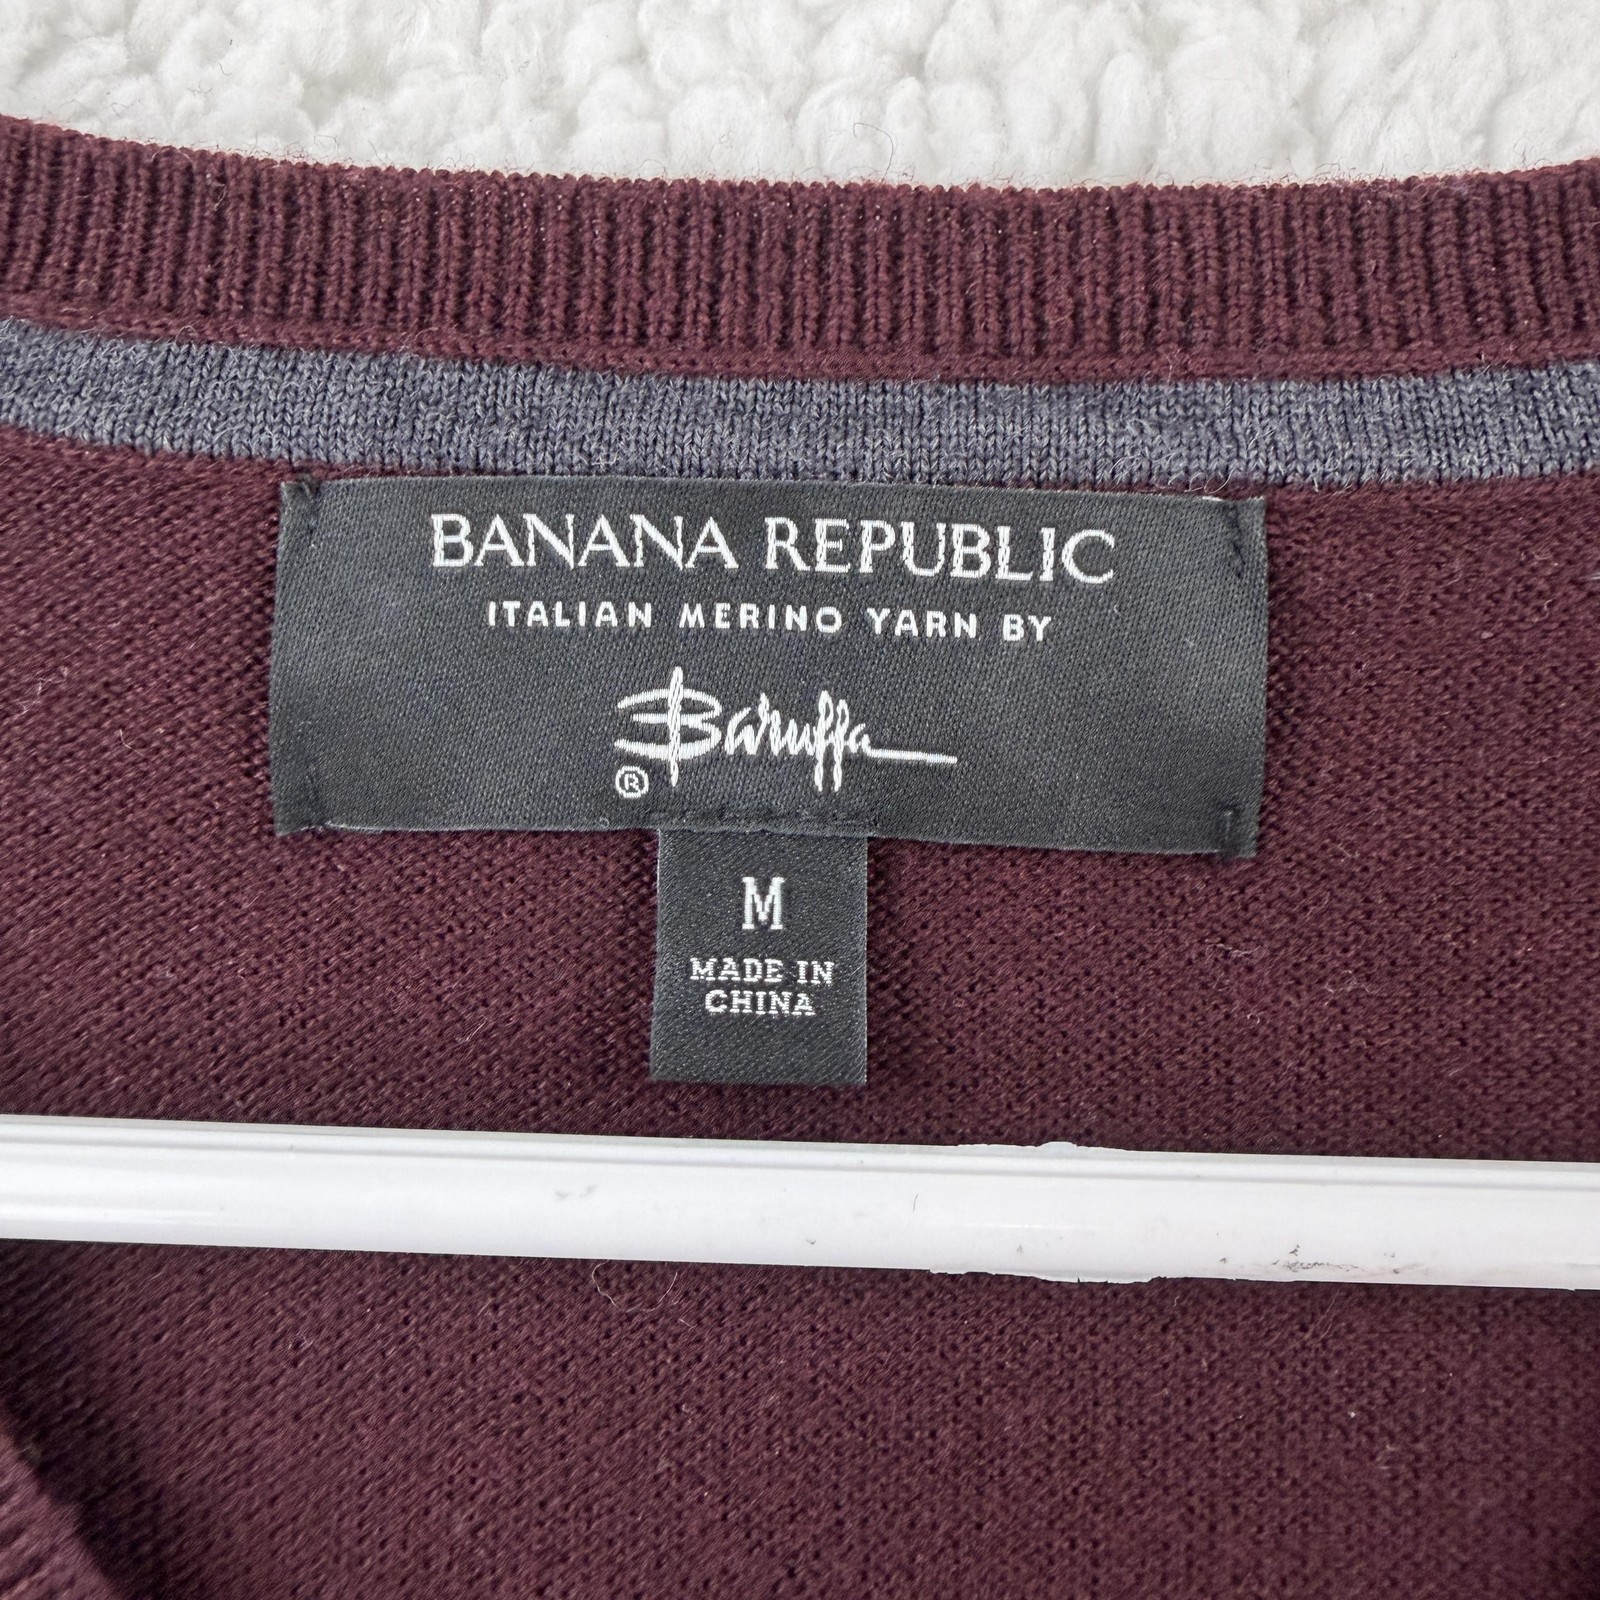 BANANA REPUBLIC
ITALIAN MERINO YARN BY
Baruffa
®
M
MADE IN
CHINA